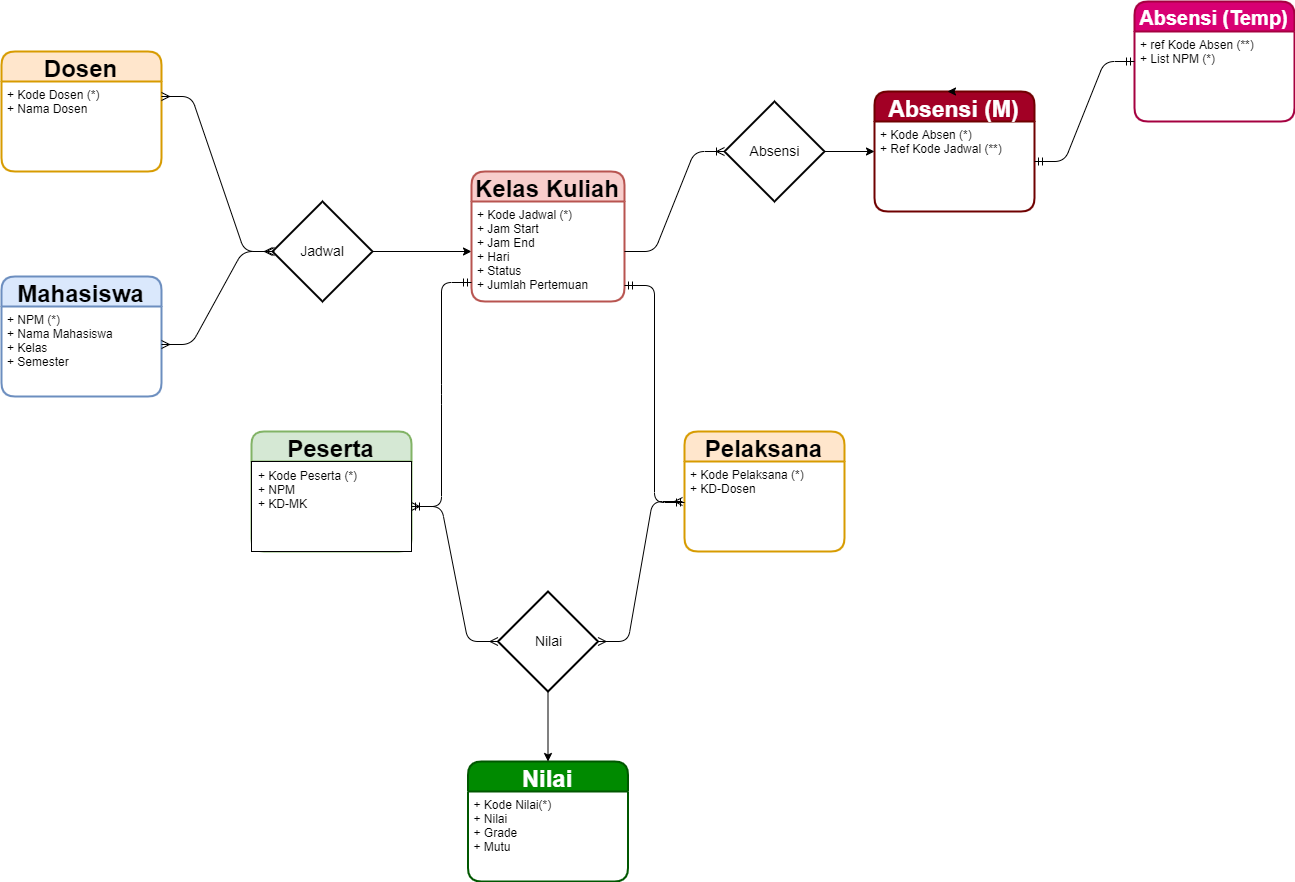 Absensi (Temp)
+ ref Kode Absen (**)
+ List NPM (*)
Dosen
+ Kode Dosen (*)
+ Nama Dosen
Absensi (M)
+ Kode Absen (*)
+ Ref Kode Jadwal (**)
Absensi
Kelas Kuliah
+ Kode Jadwal (*)
+ Jam Start
+ Jam End
+ Hari
+ Status
+ Jumlah Pertemuan
Jadwal
Mahasiswa
+ NPM (*)
+ Nama Mahasiswa
+ Kelas
+ Semester
Peserta
+ Kode Peserta (*)
+ NPM
+ KD-MK
Pelaksana
+ Kode Pelaksana (*)
+ KD-Dosen
Nilai
Nilai
+ Kode Nilai(*)
+ Nilai
+ Grade
+ Mutu